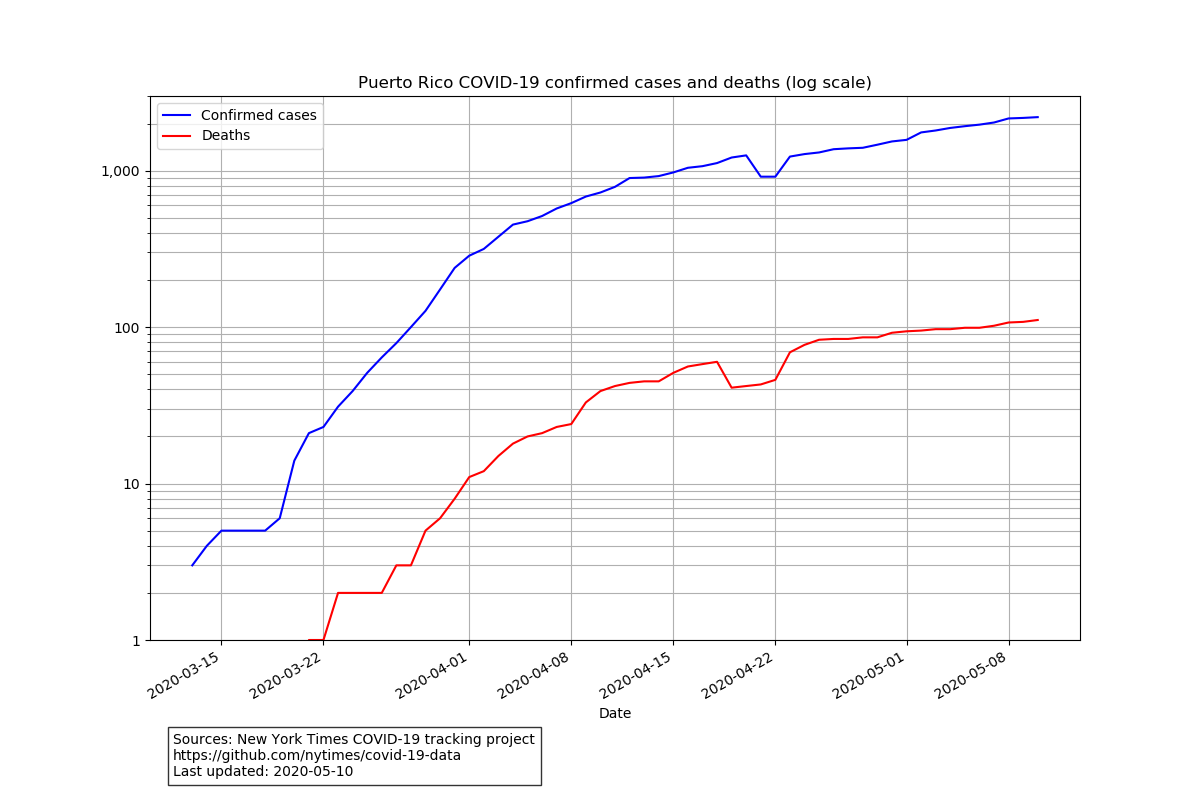 Puerto Rico COVID-19 confirmed cases and deaths (log scale)
Confirmed cases
Deaths
1,000
100
10
1
2020-03-15
2020-03-22
2020-04-01
2020-04-08
2020-04-15
2020-04-22
2020-05-01
2020-05-08
Date
Sources: New York Times COVID-19 tracking project
https://github.com/nytimes/covid-19-data
Last updated: 2020-05-10